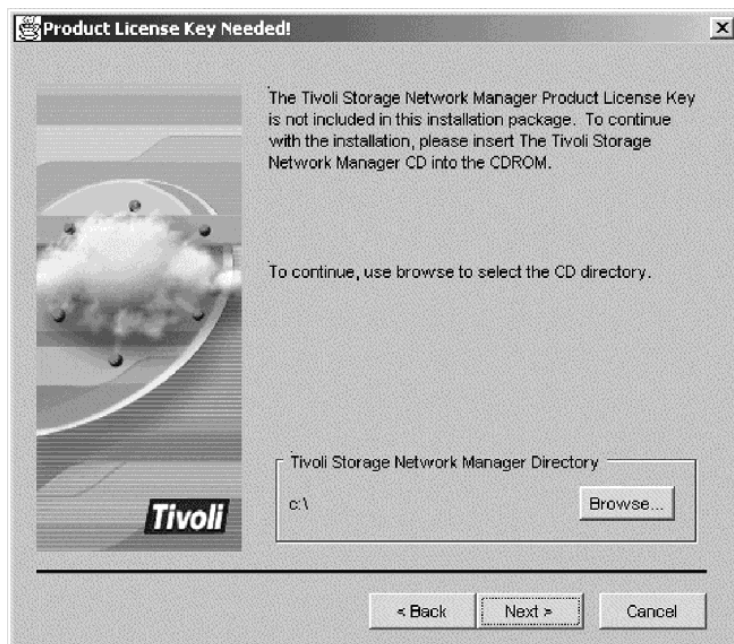 Product License Key Needed!
The Tivoli Storage Network Manager Product License Key
is not included in this installation package. To continue
with the installation, please insert The Tivoli Storage
Network Manager CD into the CDROM.
To continue, use browse to select the CD directory.
Tivoli Storage Network Manager Directory
c:\
Browse...
Tivoli
< Back
Next >
Cancel